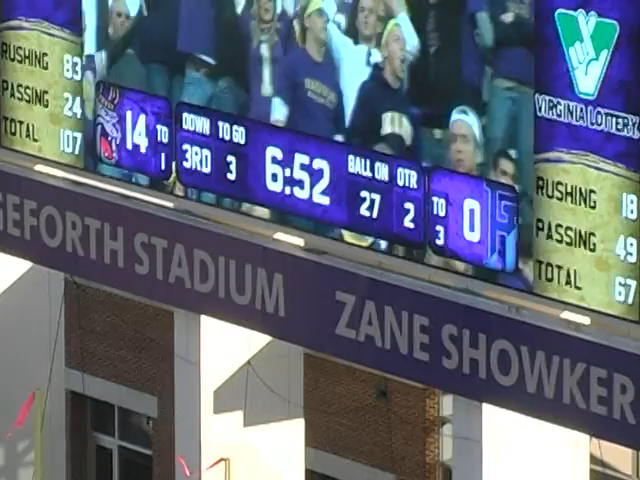 RUSHING 83
PASSING 24
TOTAL 107
14 TO 1
DOWN TO GO
3RD 3
6:52
BALL ON QTR
27 2
TO 3 0
VIRGINIA LOTTERY
RUSHING 18
PASSING 49
TOTAL 67
GEFORTH STADIUM ZANE SHOWKER